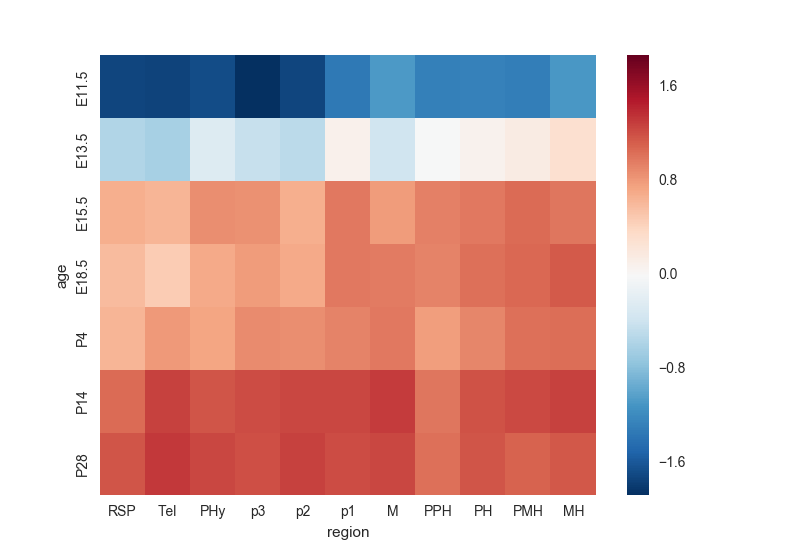 age
E11.5
E13.5
E15.5
E18.5
P4
P14
P28
RSP Tel PHy p3 p2 p1 M PPH PH PMH MH
region
1.6
0.8
0.0
−0.8
−1.6